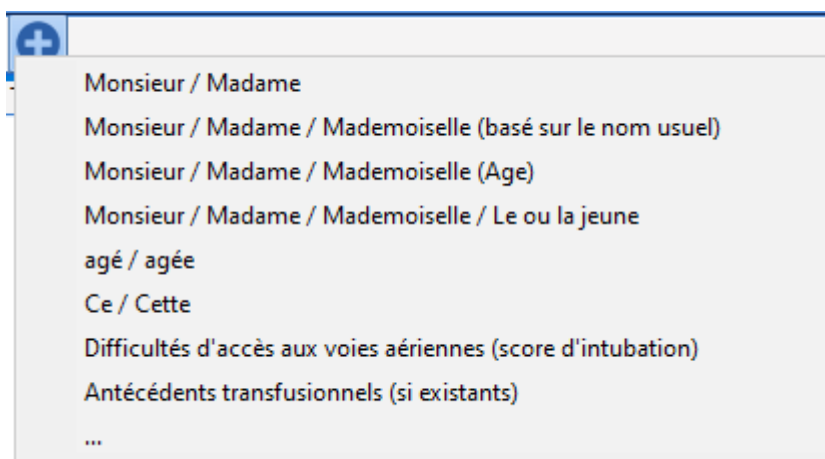 Monsieur / Madame
Monsieur / Madame / Mademoiselle (basé sur le nom usuel)
Monsieur / Madame / Mademoiselle (Age)
Monsieur / Madame / Mademoiselle / Le ou la jeune
agé / agée
Ce / Cette
Difficultés d'accès aux voies aériennes (score d'intubation)
Antécédents transfusionnels (si existants)
...